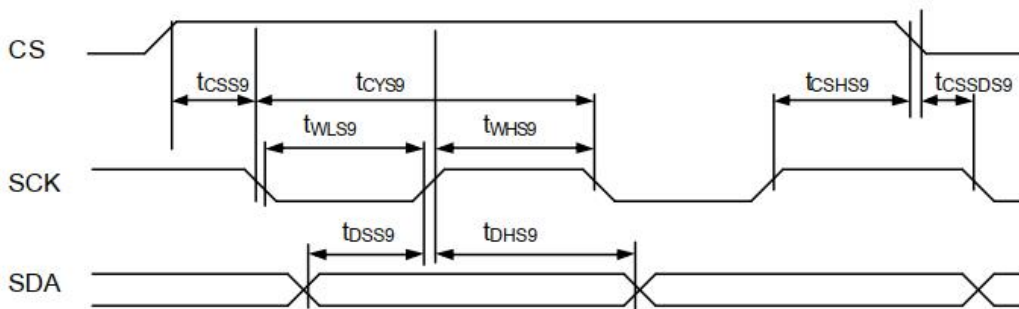 CS
tCSS9
tCYS9
tCSHS9
tCSSDS9
tWLS9
tWHS9
SCK
tDSS9
tDHS9
SDA